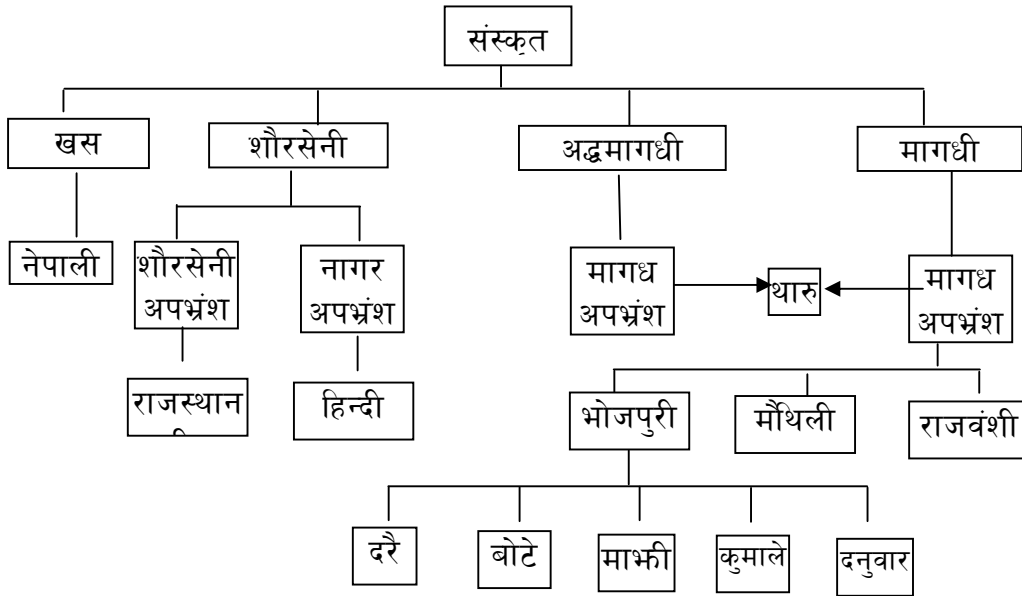 संस्कृत
खस
शौरसेनी
अद्धमागधी
मागधी
नेपाली
शौरसेनी
अपभ्रंश
नागर
अपभ्रंश
मागध
अपभ्रंश
थारु
मागध
अपभ्रंश
राजस्थान
हिन्दी
भोजपुरी
मौथिली
राजवंशी
दरै
बोटे
माझी
कुमाले
दनुवार